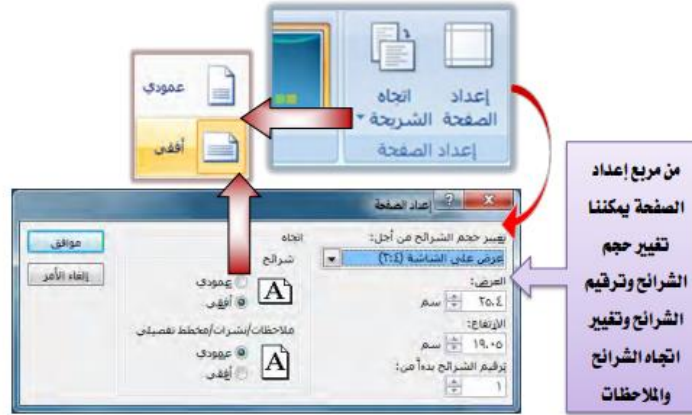 إعداد
الصفحة
اتجاه
الشريحة
إعداد الصفحة
عمودي
أفقي
إعداد الصفحة
تغيير حجم الشرائح من أجل:
عرض على الشاشة (٣:٤)
العرض:
٢٥.٤ سم
الارتفاع:
١٩.٠٥ سم
ترقيم الشرائح بدءاً من:
١
اتجاه
شرائح
عمودي
أفقي
ملاحظات/نشرات/مخطط تفصيلي
عمودي
أفقي
موافق
إلغاء الأمر
من مربع إعداد
الصفحة يمكننا
تغيير حجم
الشرائح وترقيم
الشرائح وتغيير
اتجاه الشرائح
والملاحظات